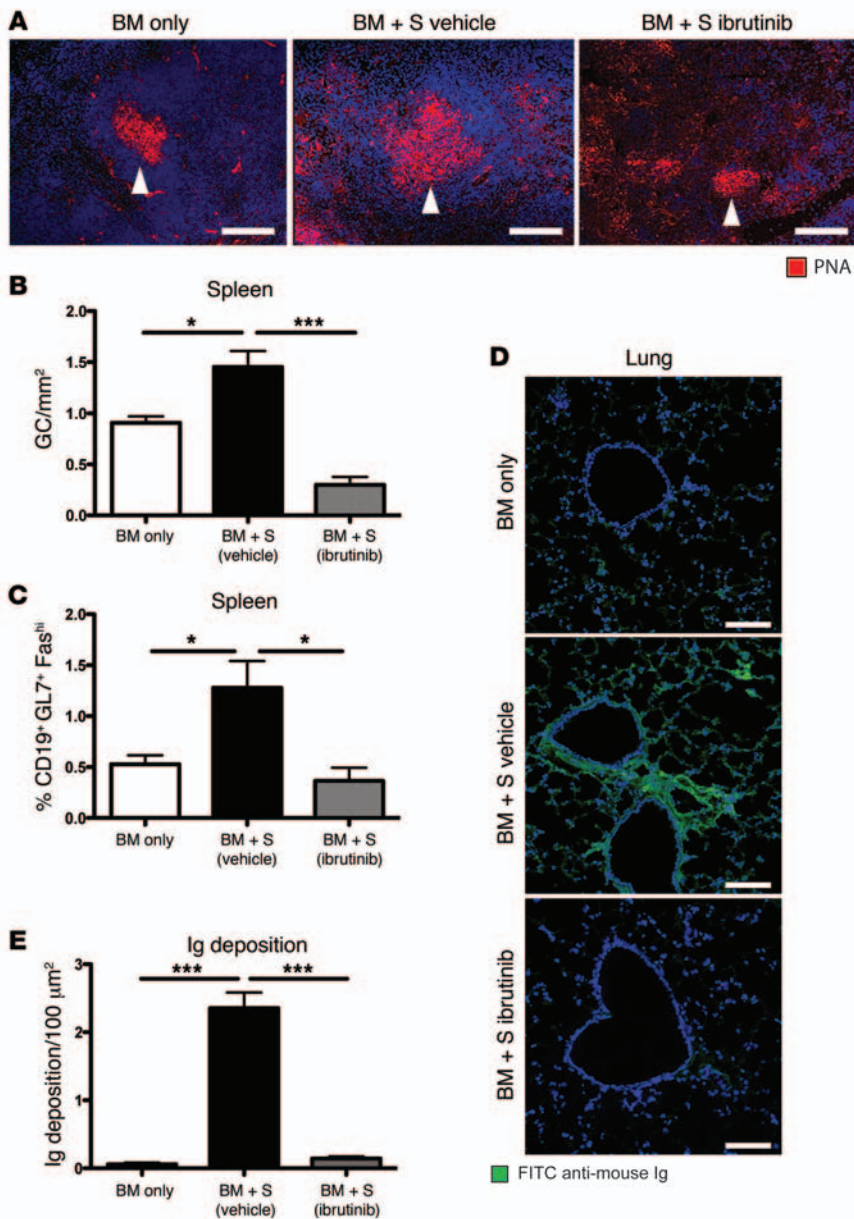 A
BM only
BM + S vehicle
BM + S ibrutinib
PNA
B
Spleen
GC/mm²
2.0
1.5
1.0
0.5
0.0
*
***
BM only
BM + S
(vehicle)
BM + S
(ibrutinib)
C
Spleen
% CD19⁺ GL7⁺ Fasʰⁱ
2.0
1.5
1.0
0.5
0.0
*
*
BM only
BM + S
(vehicle)
BM + S
(ibrutinib)
D
Lung
BM only
BM + S vehicle
BM + S ibrutinib
FITC anti-mouse Ig
E
Ig deposition
Ig deposition/100 μm²
3
2
1
0
***
***
BM only
BM + S
(vehicle)
BM + S
(ibrutinib)